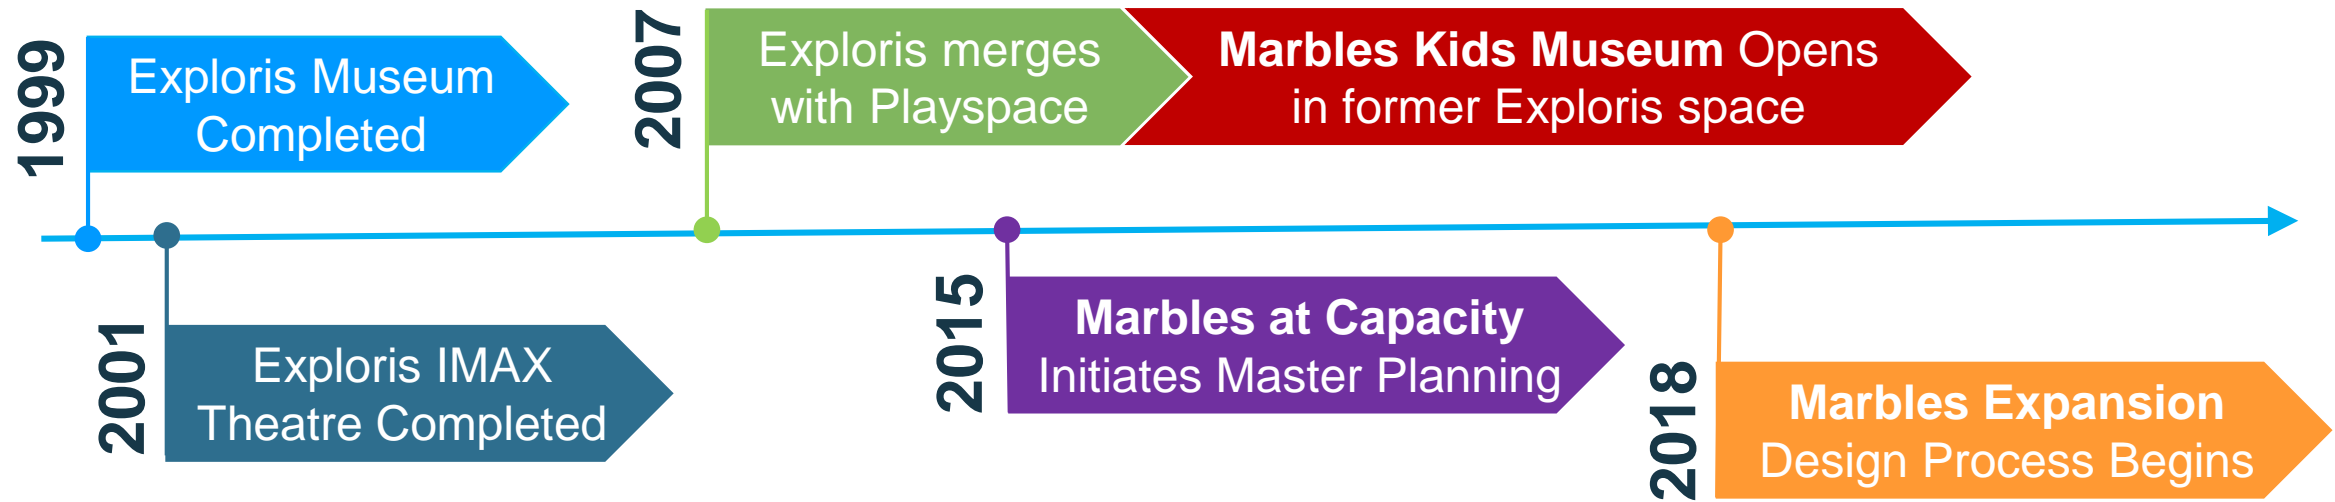 1999
Exploris Museum
Completed
2001
Exploris IMAX
Theatre Completed
2007
Exploris merges
with Playspace
Marbles Kids Museum Opens
in former Exploris space
2015
Marbles at Capacity
Initiates Master Planning
2018
Marbles Expansion
Design Process Begins